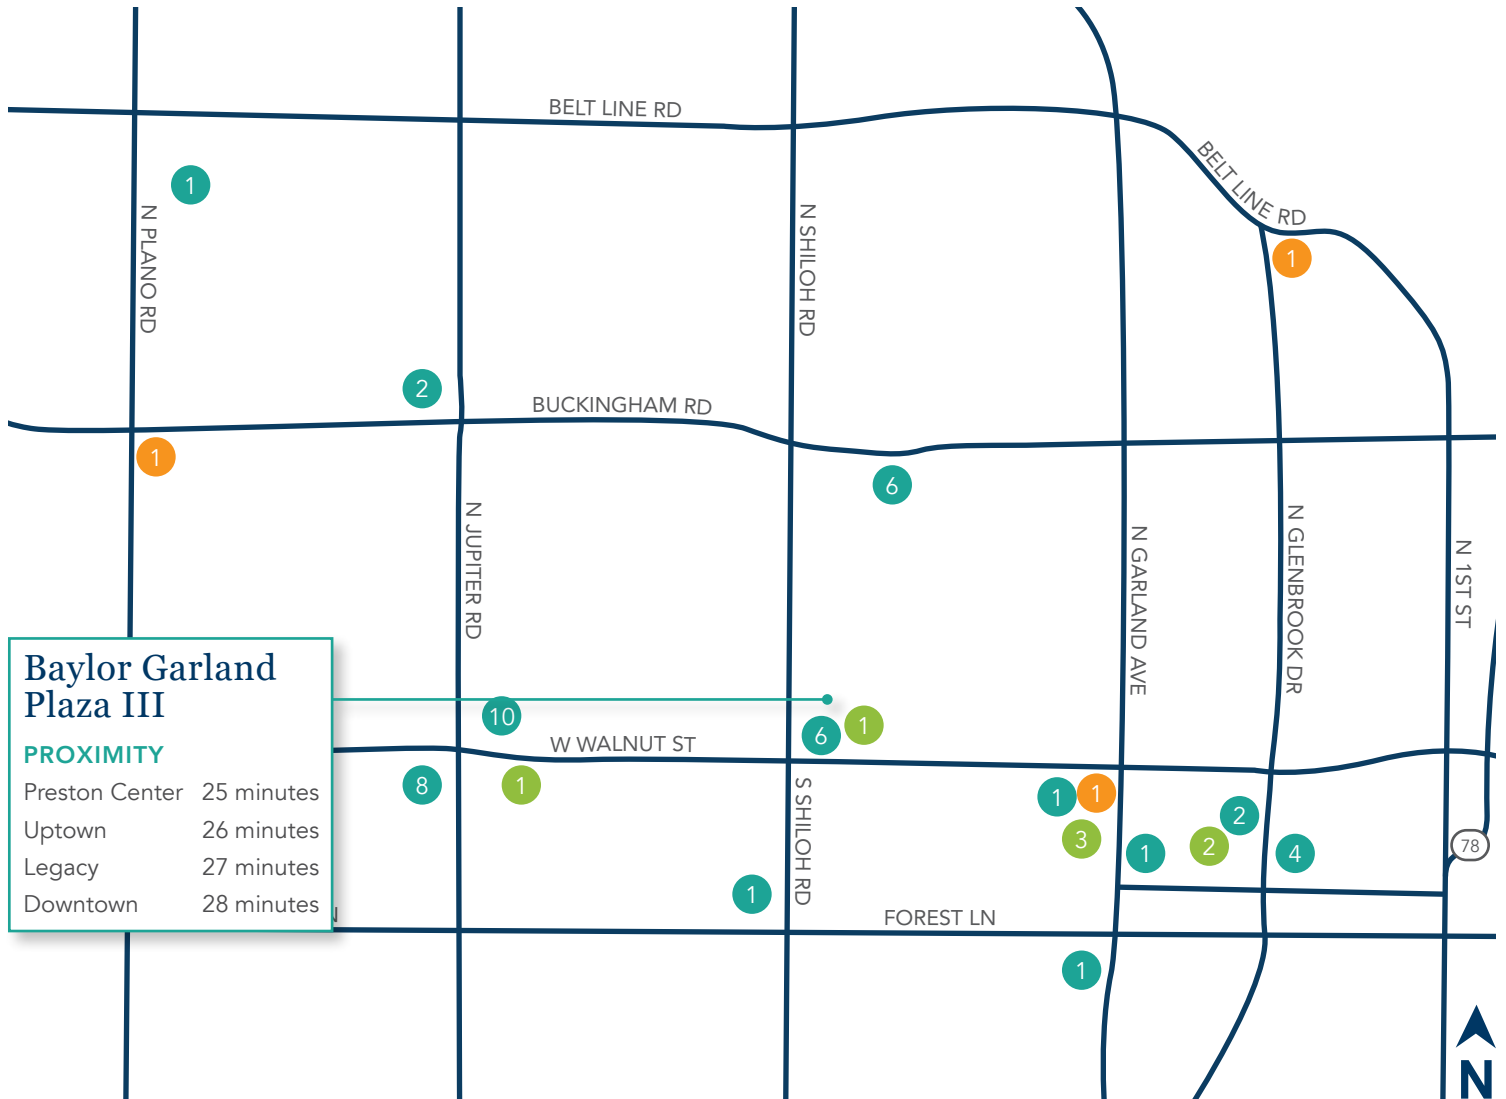 BELT LINE RD
BELT LINE RD
1
N PLANO RD
N SHILOH RD
1
2
BUCKINGHAM RD
1
6
N JUPITER RD
N GARLAND AVE
N GLENBROOK DR
N 1ST ST
Baylor Garland
Plaza III
PROXIMITY
Preston Center 25 minutes
Uptown 26 minutes
Legacy 27 minutes
Downtown 28 minutes
10
6
1
W WALNUT ST
8
1
S SHILOH RD
1
1
3
1
2
2
4
78
1
N
FOREST LN
1
N